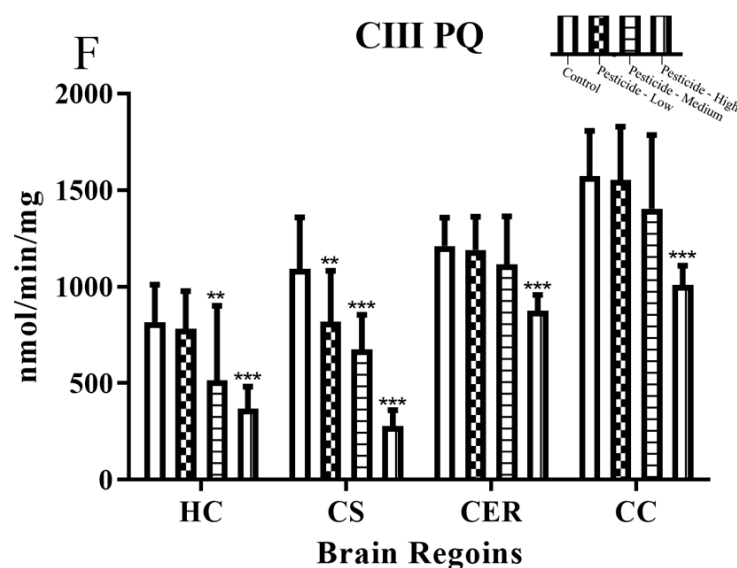 F
CIII PQ
Control
Pesticide - Low
Pesticide - Medium
Pesticide - High
nmol/min/mg
2000
1500
1000
500
0
**
***
**
***
***
***
***
HC
CS
CER
CC
Brain Regoins